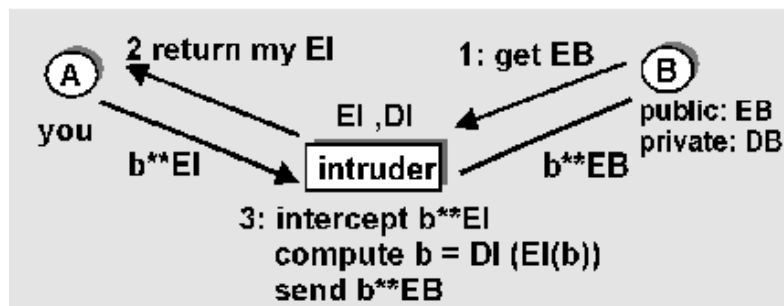 2 return my EI
1: get EB
A
B
EI ,DI
public: EB
private: DB
you
b**EI
intruder
b**EB
3: intercept b**EI
compute b = DI (EI(b))
send b**EB